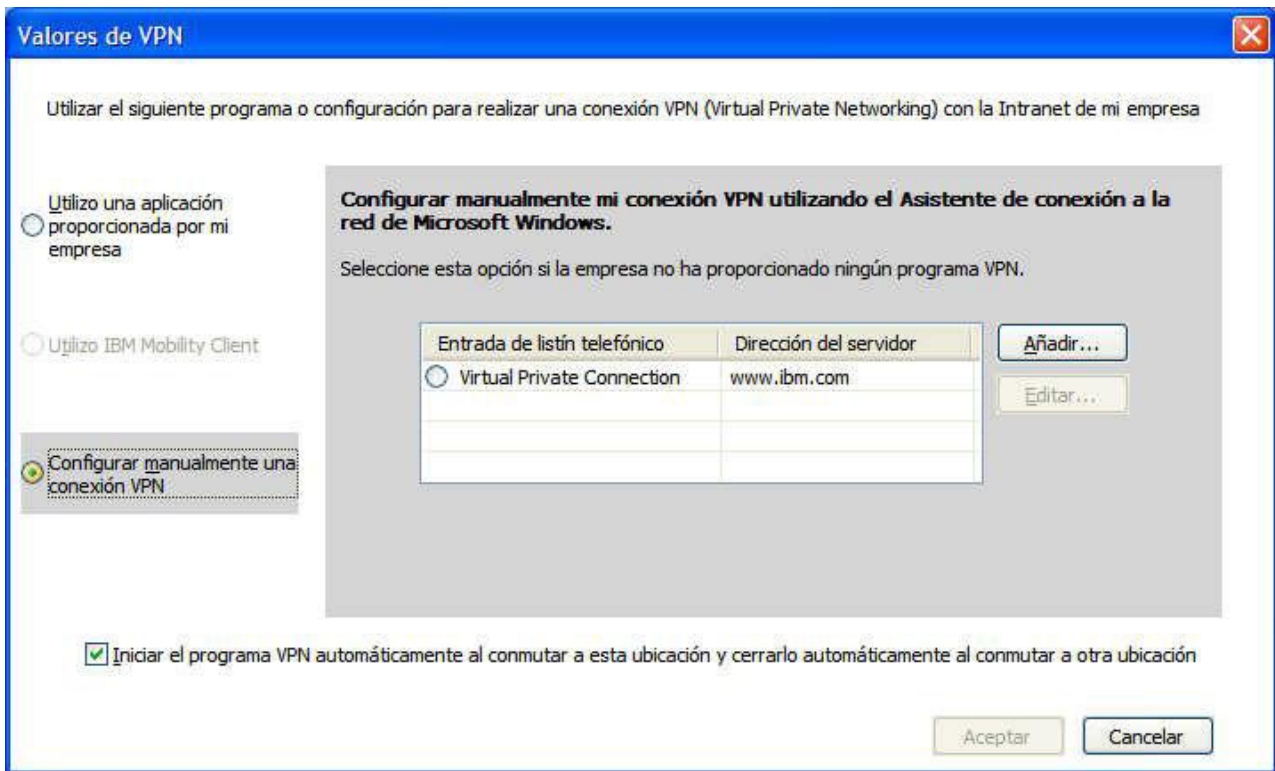 Valores de VPN
Utilizar el siguiente programa o configuración para realizar una conexión VPN (Virtual Private Networking) con la Intranet de mi empresa
Utilizo una aplicación
proporcionada por mi
empresa
Utilizo IBM Mobility Client
Configurar manualmente una
conexión VPN
Configurar manualmente mi conexión VPN utilizando el Asistente de conexión a la
red de Microsoft Windows.
Seleccione esta opción si la empresa no ha proporcionado ningún programa VPN.
Entrada de listín telefónico Dirección del servidor
Virtual Private Connection www.ibm.com
Añadir...
Editar...
Iniciar el programa VPN automáticamente al conmutar a esta ubicación y cerrarlo automáticamente al conmutar a otra ubicación
Aceptar Cancelar